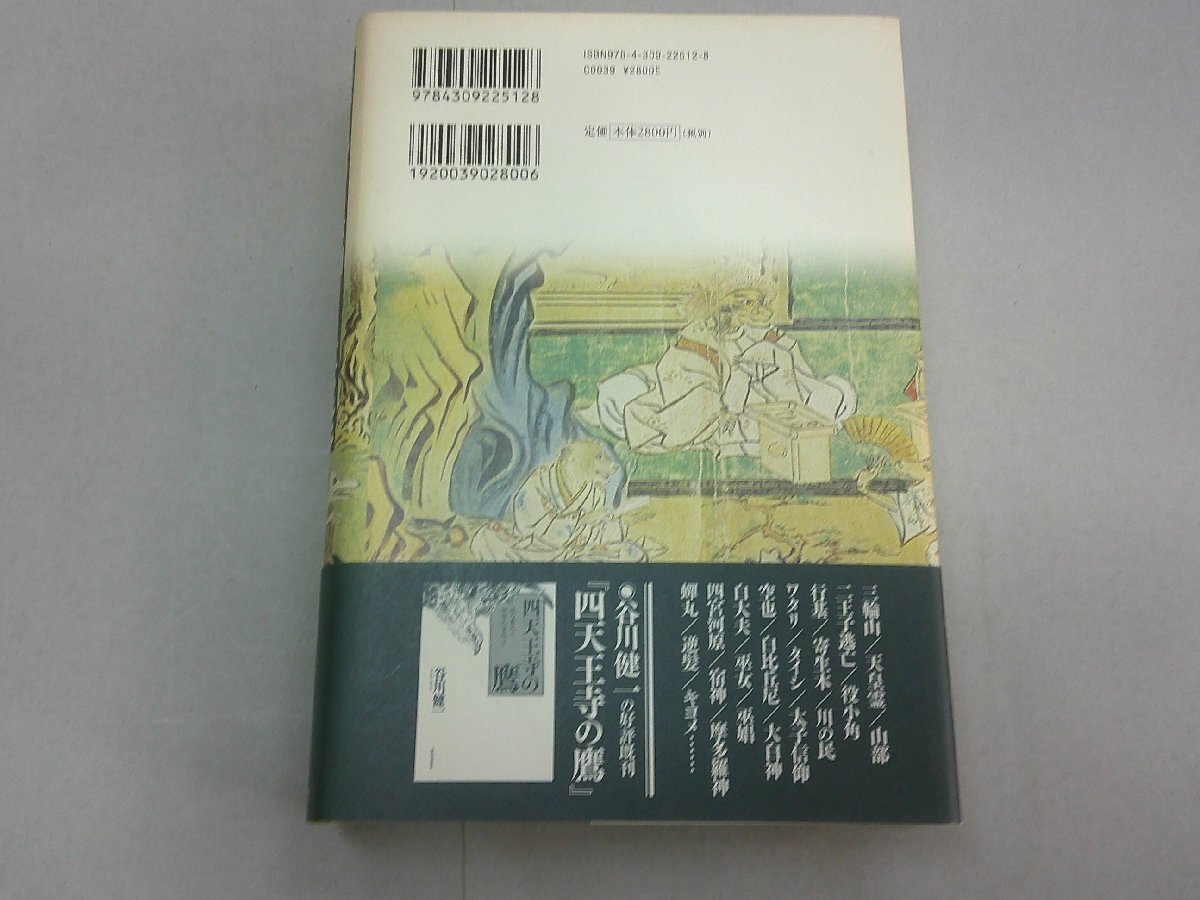 ISBN978-4-309-22512-8
C0039 ¥2800E
9784309225128
定価 本体2800円(税別)
1920039028006
三輪山/天皇霊/山部
二王子逃亡/役小角
行基/寄生木/川の民
ワタリ/タイシ/太子信仰
空也/白比丘尼/大白神
白大夫/巫女/巫娼
四宮河原/宿神/摩多羅神
蟬丸/逆髪/キヨメ……
●谷川健一の好評既刊
『四天王寺の鷹』
四天王寺の鷹
谷川健一